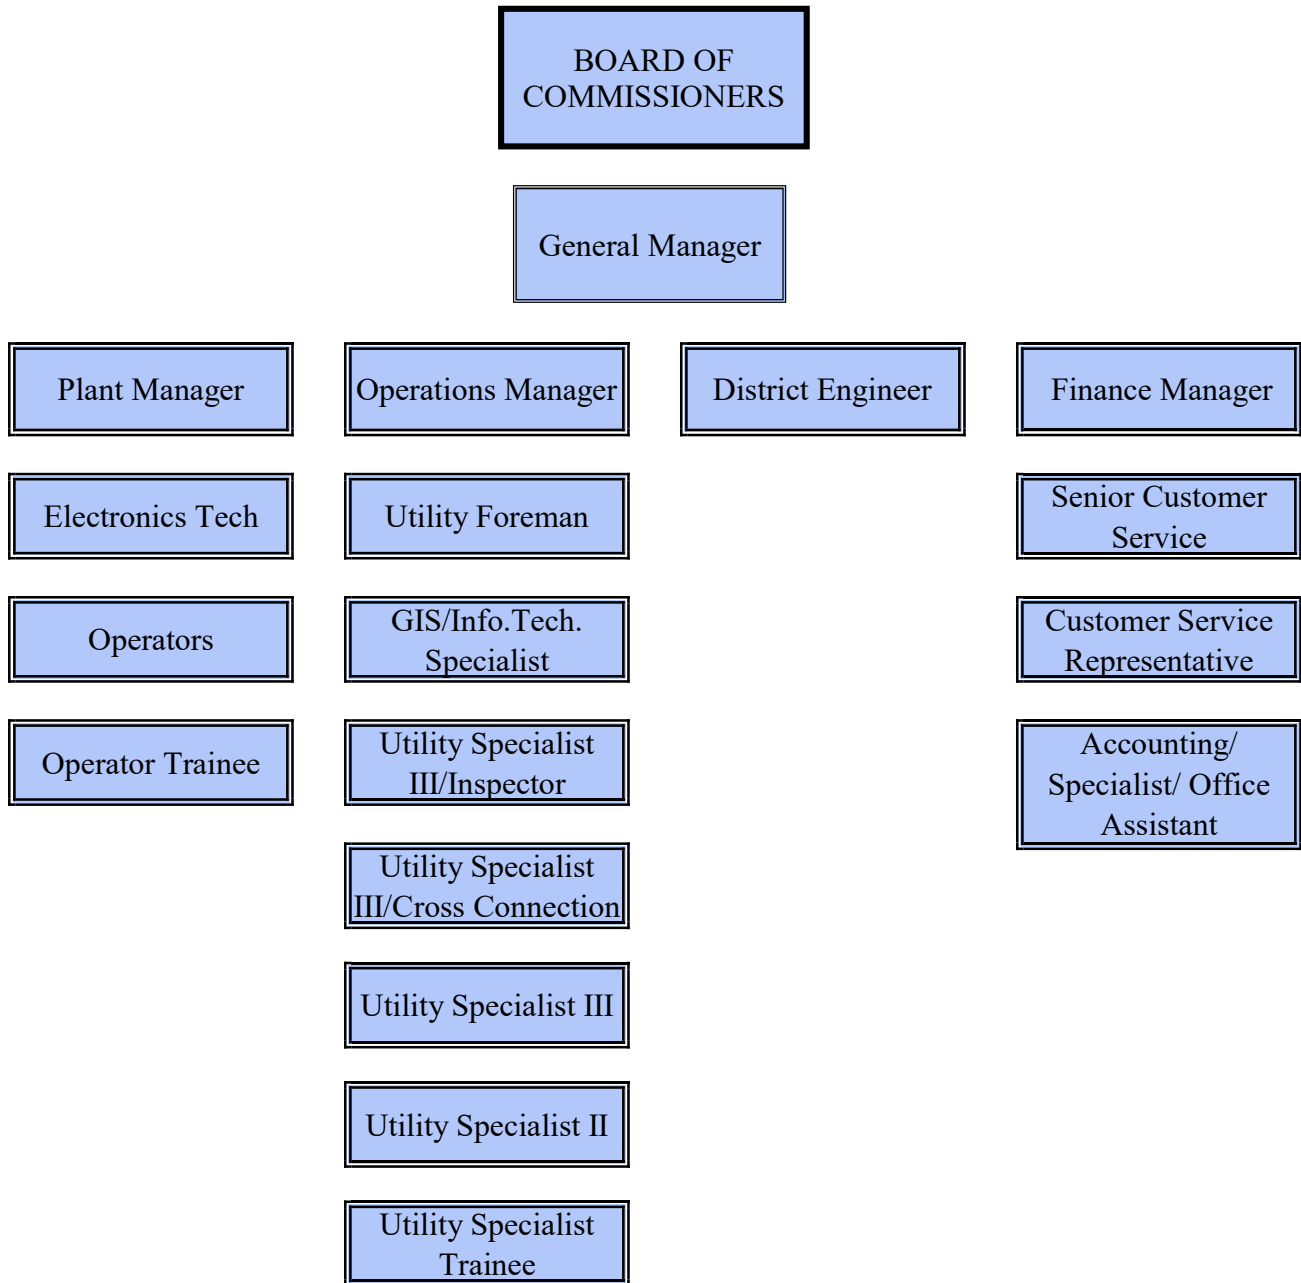 BOARD OF
COMMISSIONERS
General Manager
Plant Manager
Operations Manager
District Engineer
Finance Manager
Electronics Tech
Utility Foreman
Senior Customer
Service
Operators
GIS/Info.Tech.
Specialist
Customer Service
Representative
Operator Trainee
Utility Specialist
III/Inspector
Accounting/
Specialist/ Office
Assistant
Utility Specialist
III/Cross Connection
Utility Specialist III
Utility Specialist II
Utility Specialist
Trainee